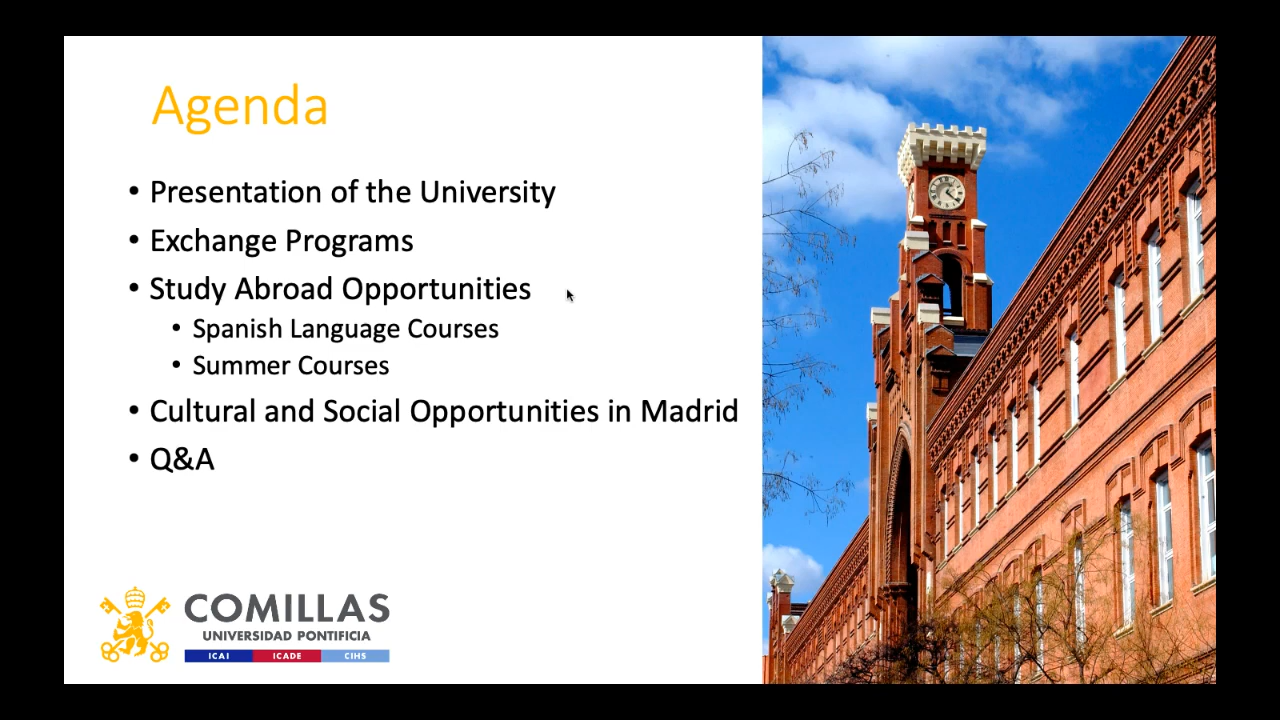 Agenda
• Presentation of the University
• Exchange Programs
• Study Abroad Opportunities
• Spanish Language Courses
• Summer Courses
• Cultural and Social Opportunities in Madrid
• Q&A
COMILLAS
UNIVERSIDAD PONTIFICIA
ICAI ICADE CIHS